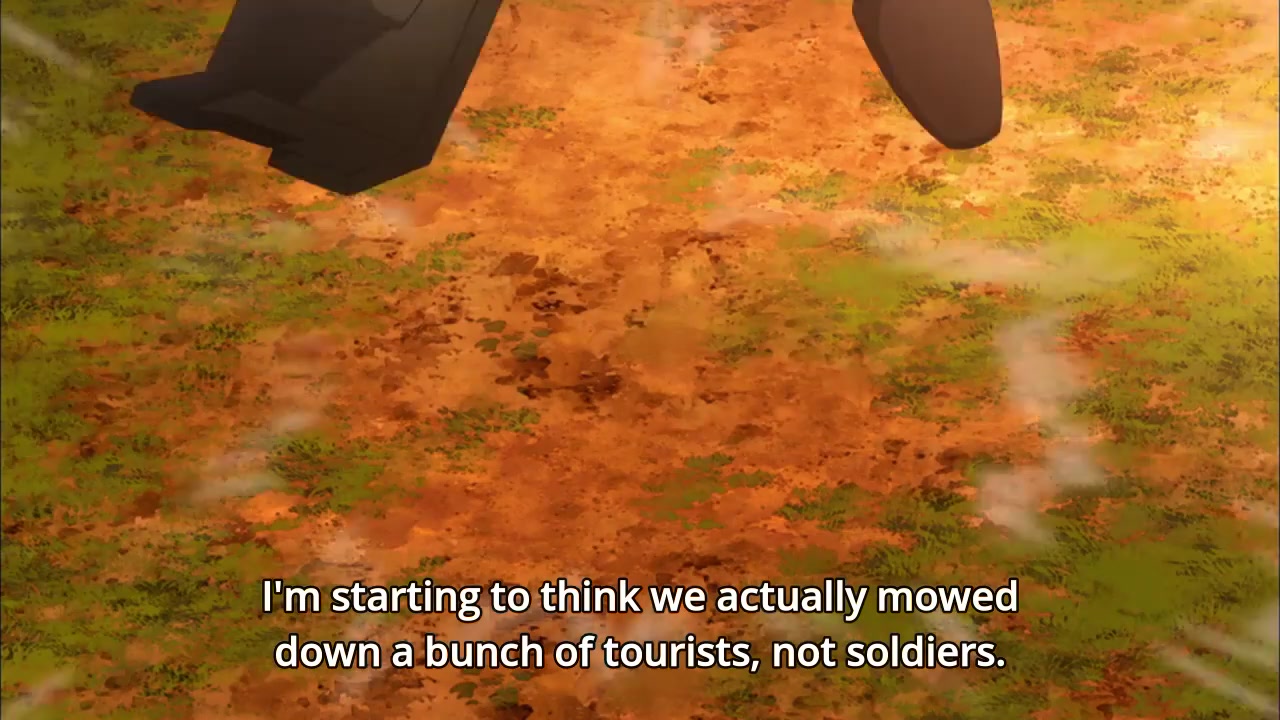 I'm starting to think we actually mowed
down a bunch of tourists, not soldiers.